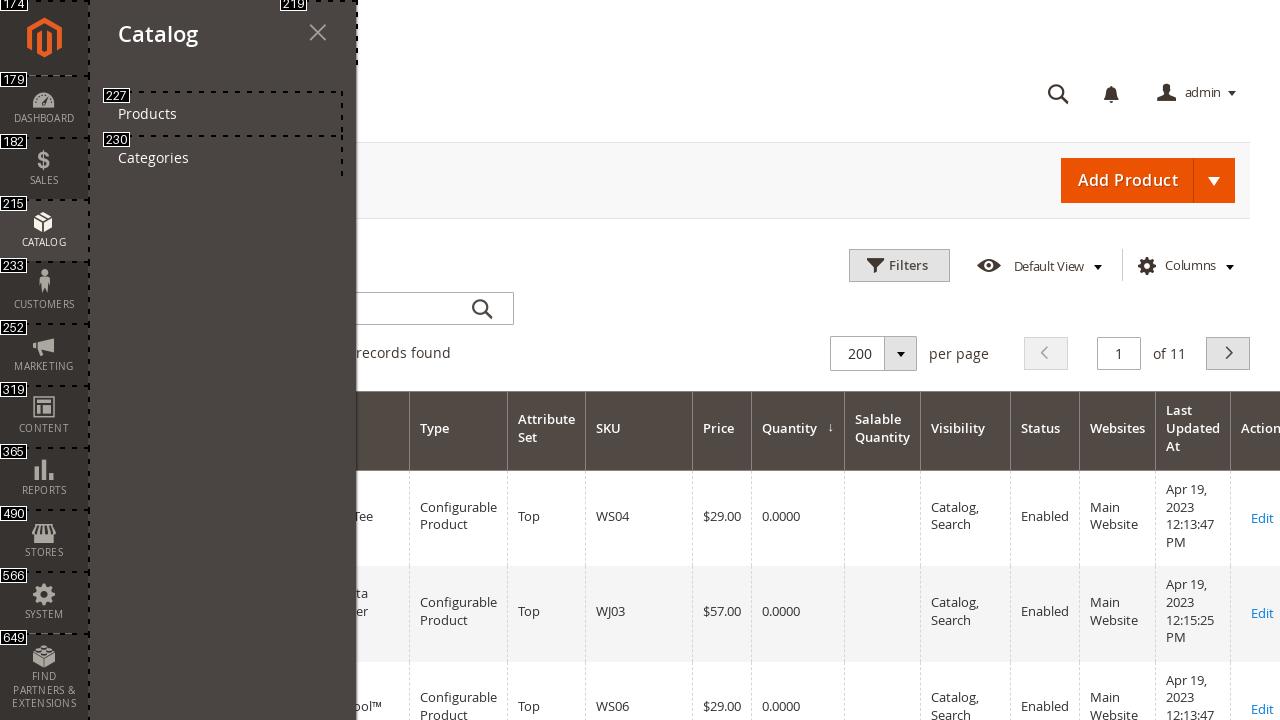 174
219
Catalog
179
DASHBOARD
227
Products
admin
182
SALES
230
Categories
Add Product
215
CATALOG
233
CUSTOMERS
Filters
Default View
Columns
252
MARKETING
records found
200
per page
1
of 11
319
CONTENT
Type
Attribute
Set
SKU
Price
Quantity ↓
Salable
Quantity
Visibility
Status
Websites
Last
Updated
At
Action
365
REPORTS
Tee
Configurable
Product
Top
WS04
$29.00
0.0000
Catalog,
Search
Enabled
Main
Website
Apr 19,
2023
12:13:47
PM
Edit
490
STORES
566
SYSTEM
ta
er
Configurable
Product
Top
WJ03
$57.00
0.0000
Catalog,
Search
Enabled
Main
Website
Apr 19,
2023
12:15:25
PM
Edit
649
FIND
PARTNERS &
EXTENSIONS
ool™
Configurable
Product
Top
WS06
$29.00
0.0000
Catalog,
Search
Enabled
Main
Website
Apr 19,
2023
12:13:47
Edit